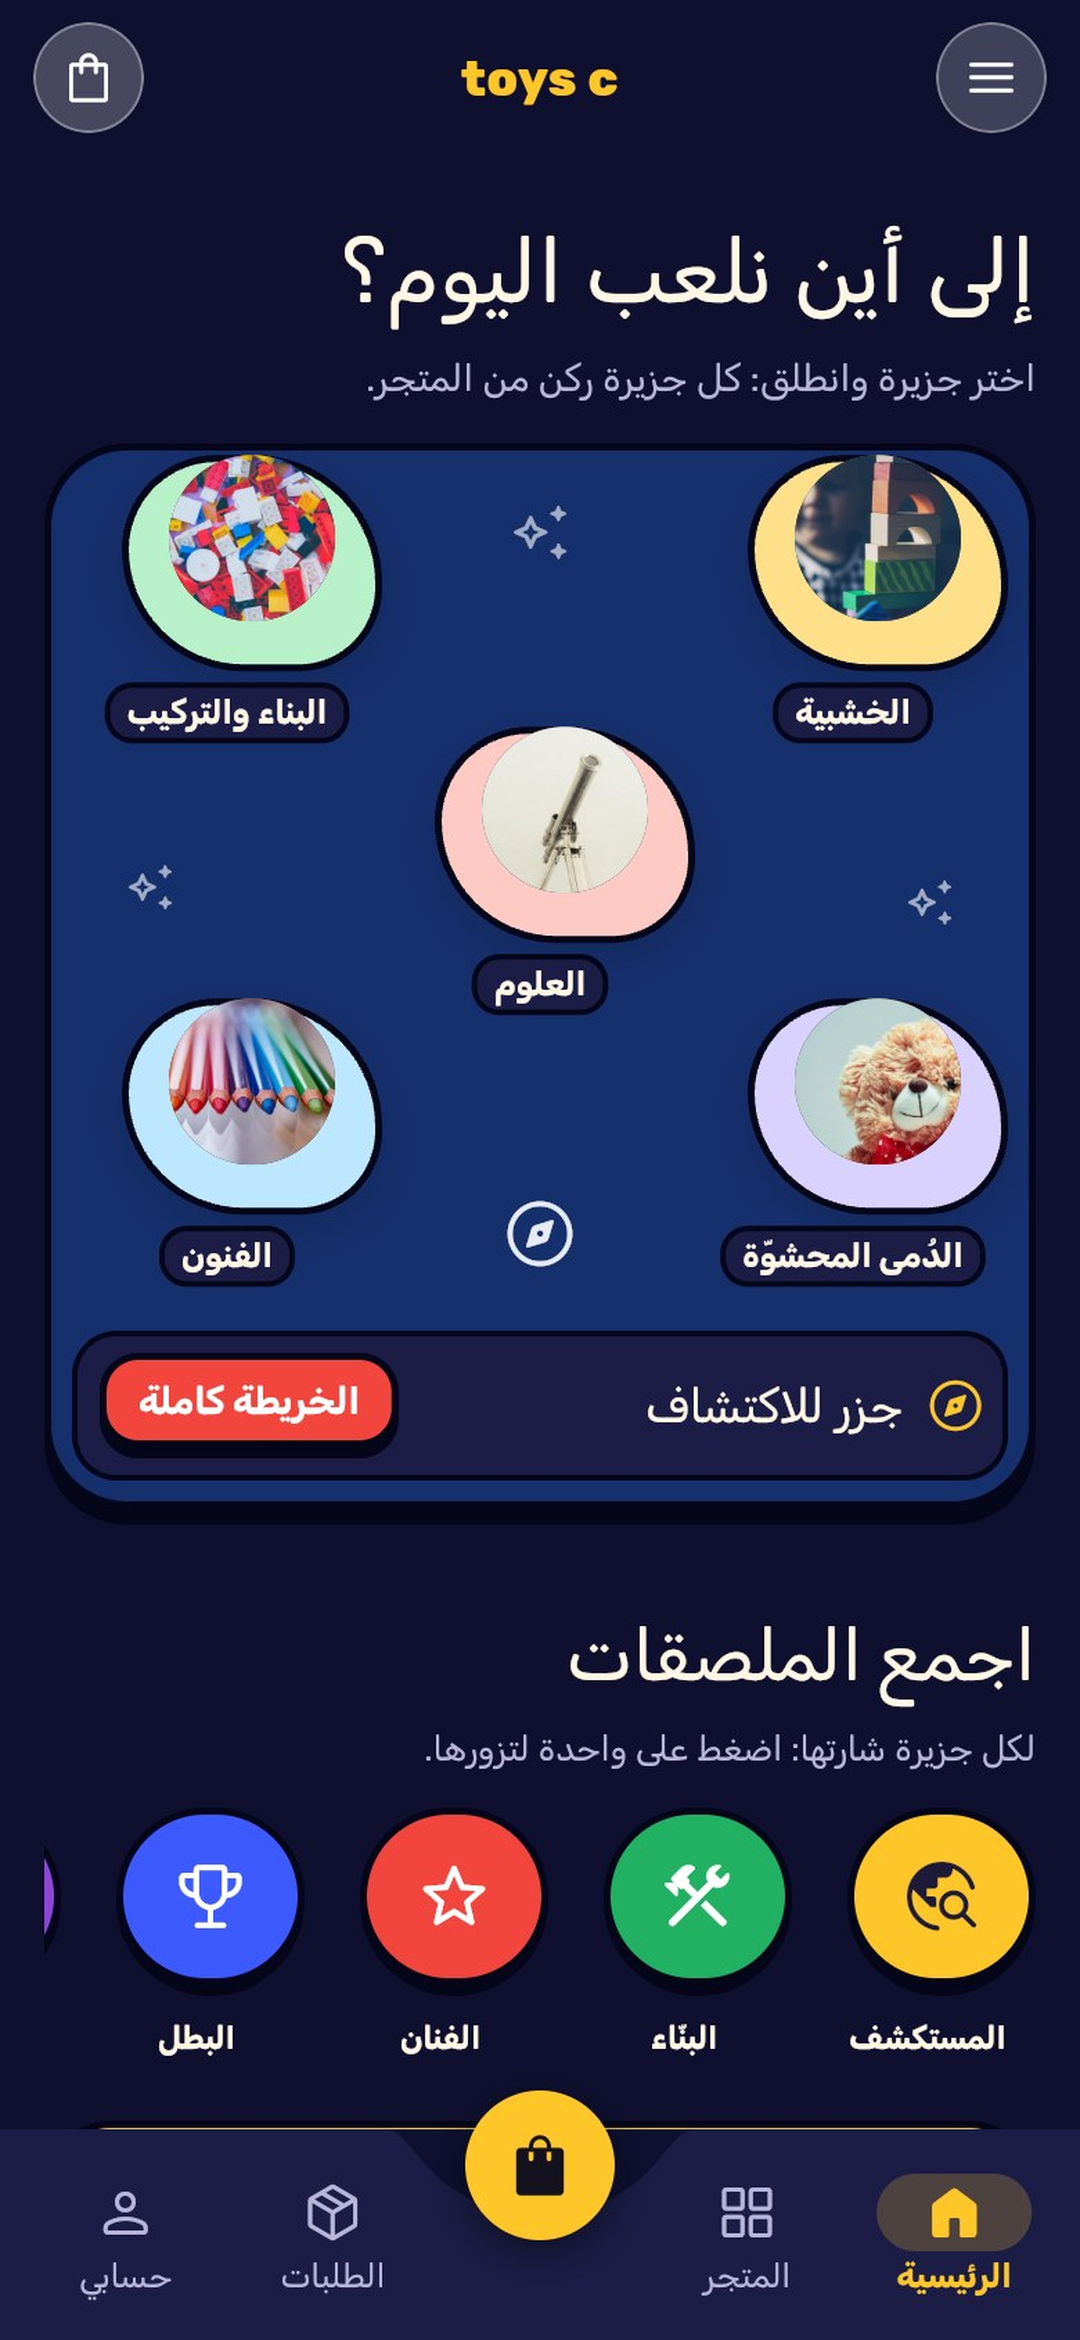 toys c
إلى أين نلعب اليوم؟
اختر جزيرة وانطلق: كل جزيرة ركن من المتجر.
الخشبية
البناء والتركيب
العلوم
الدُمى المحشوّة
الفنون
جزر للاكتشاف
الخريطة كاملة
اجمع الملصقات
لكل جزيرة شارتها: اضغط على واحدة لتزورها.
المستكشف
البنّاء
الفنان
البطل
الرئيسية
المتجر
الطلبات
حسابي